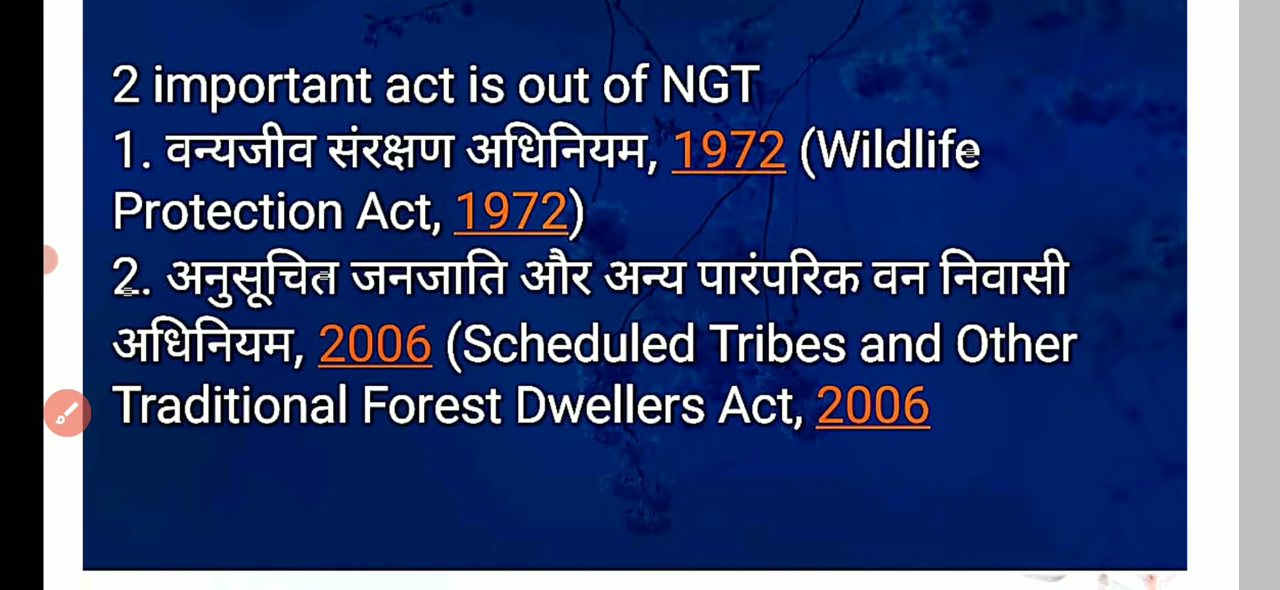 2 important act is out of NGT
1. वन्यजीव संरक्षण अधिनियम, 1972 (Wildlife
Protection Act, 1972)
2. अनुसूचित जनजाति और अन्य पारंपरिक वन निवासी
अधिनियम, 2006 (Scheduled Tribes and Other
Traditional Forest Dwellers Act, 2006